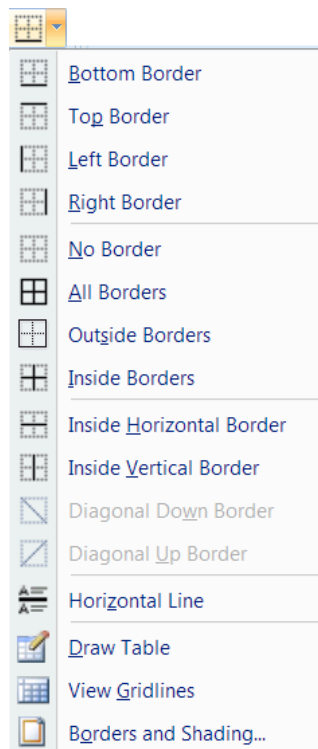 Bottom Border
Top Border
Left Border
Right Border
No Border
All Borders
Outside Borders
Inside Borders
Inside Horizontal Border
Inside Vertical Border
Diagonal Down Border
Diagonal Up Border
Horizontal Line
Draw Table
View Gridlines
Borders and Shading...